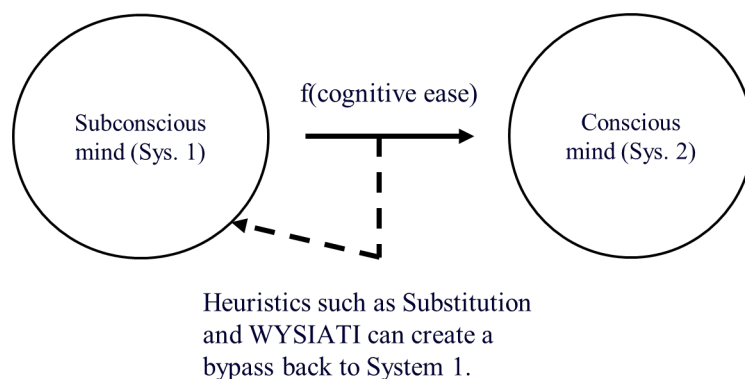 f(cognitive ease)
Subconscious
mind (Sys. 1)
Conscious
mind (Sys. 2)
Heuristics such as Substitution
and WYSIATI can create a
bypass back to System 1.